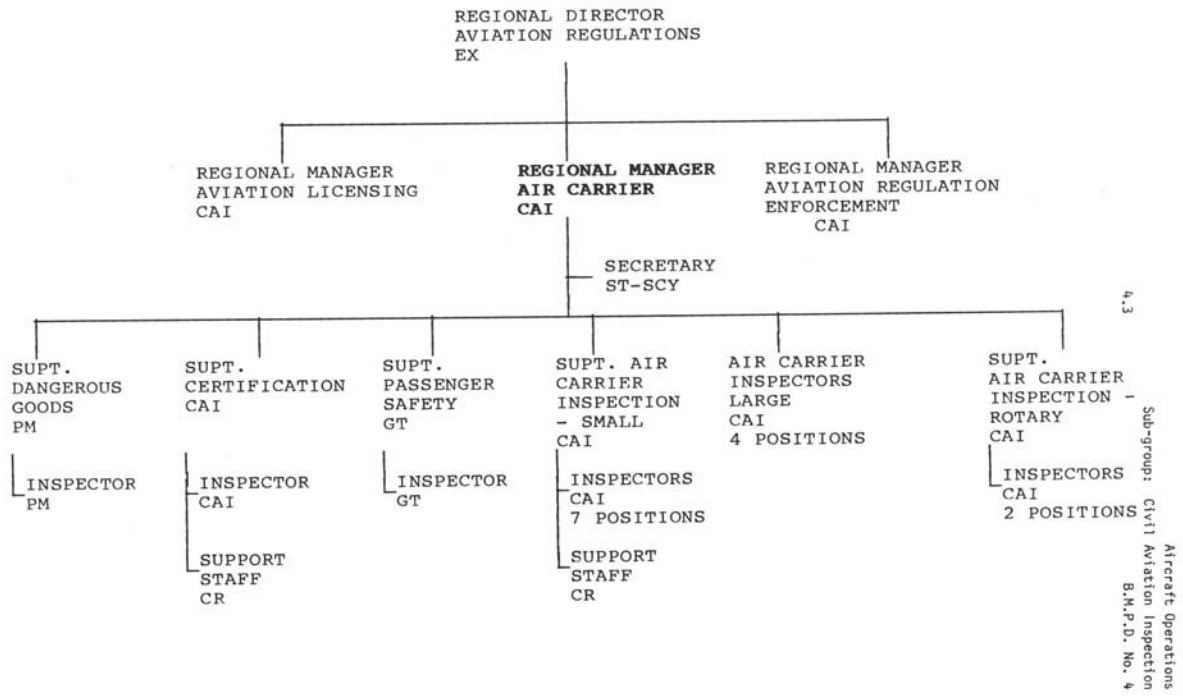 REGIONAL DIRECTOR
AVIATION REGULATIONS
EX
REGIONAL MANAGER
AVIATION LICENSING
CAI
REGIONAL MANAGER
AIR CARRIER
CAI
REGIONAL MANAGER
AVIATION REGULATION
ENFORCEMENT
CAI
SECRETARY
ST-SCY
SUPT.
DANGEROUS
GOODS
PM
SUPT.
CERTIFICATION
CAI
SUPT.
PASSENGER
SAFETY
GT
SUPT. AIR
CARRIER
INSPECTION
- SMALL
CAI
AIR CARRIER
INSPECTORS
LARGE
CAI
4 POSITIONS
SUPT.
AIR CARRIER
INSPECTION -
ROTARY
CAI
INSPECTOR
PM
INSPECTOR
CAI
SUPPORT
STAFF
CR
INSPECTOR
GT
INSPECTORS
CAI
7 POSITIONS
SUPPORT
STAFF
CR
INSPECTORS
CAI
2 POSITIONS
4.3
Aircraft Operations
Sub-group: Civil Aviation Inspection
B.M.P.D. No. 4